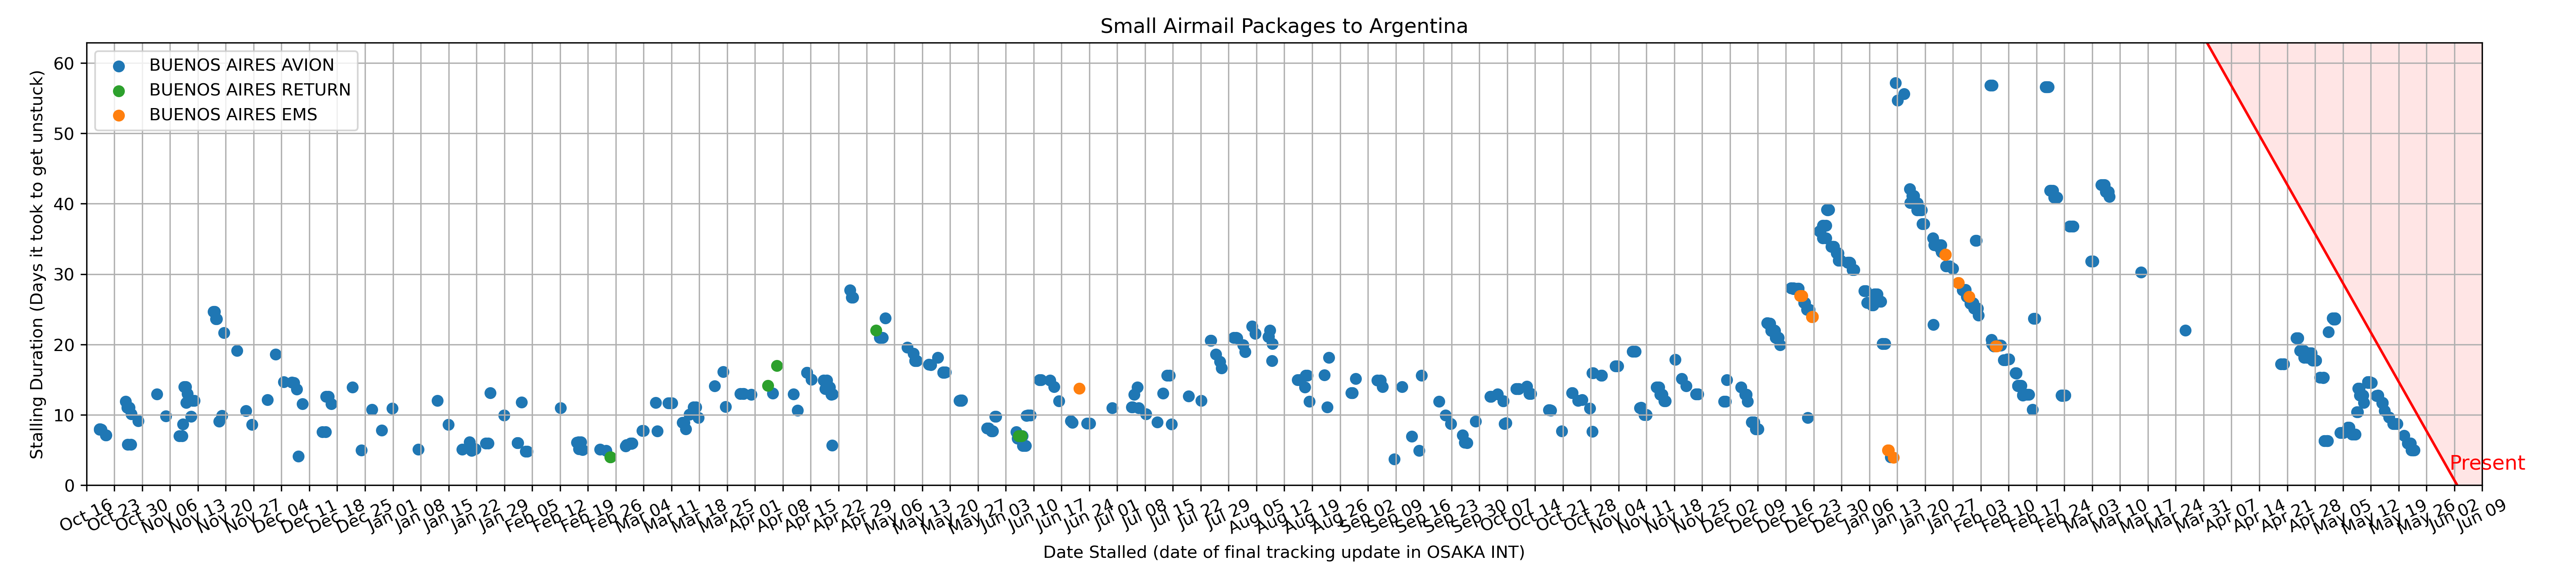 Small Airmail Packages to Argentina
Stalling Duration (Days it took to get unstuck)
60
50
40
30
20
10
0
BUENOS AIRES AVION
BUENOS AIRES RETURN
BUENOS AIRES EMS
Present
Oct 16 Oct 23 Oct 30 Nov 06 Nov 13 Nov 20 Nov 27 Dec 04 Dec 11 Dec 18 Dec 25 Jan 01 Jan 08 Jan 15 Jan 22 Jan 29 Feb 05 Feb 12 Feb 19 Feb 26 Mar 04 Mar 11 Mar 18 Mar 25 Apr 01 Apr 08 Apr 15 Apr 22 Apr 29 May 06 May 13 May 20 May 27 Jun 03 Jun 10 Jun 17 Jun 24 Jul 01 Jul 08 Jul 15 Jul 22 Jul 29 Aug 05 Aug 12 Aug 19 Aug 26 Sep 02 Sep 09 Sep 16 Sep 23 Sep 30 Oct 07 Oct 14 Oct 21 Oct 28 Nov 04 Nov 11 Nov 18 Nov 25 Dec 02 Dec 09 Dec 16 Dec 23 Dec 30 Jan 06 Jan 13 Jan 20 Jan 27 Feb 03 Feb 10 Feb 17 Feb 24 Mar 03 Mar 10 Mar 17 Mar 24 Mar 31 Apr 07 Apr 14 Apr 21 Apr 28 May 05 May 12 May 19 May 26 Jun 02 Jun 09
Date Stalled (date of final tracking update in OSAKA INT)